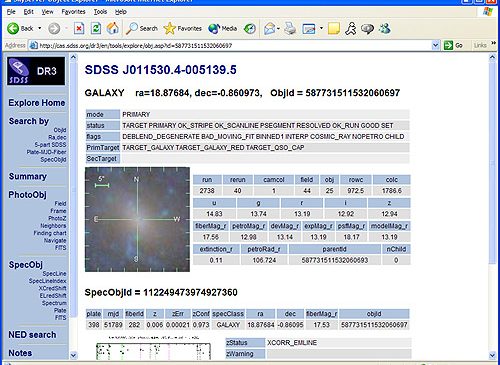 SkyServer Object Explorer - Microsoft Internet Explorer
File Edit View Favorites Tools Help
Back Search Favorites
Address http://cas.sdss.org/dr3/en/tools/explore/obj.asp?id=587731511532060697 Go Links
SDSS DR3
Explore Home
Search by
ObjId
Ra,dec
5-part SDSS
Plate-MJD-Fiber
SpecObjId
Summary
PhotoObj
Field
Frame
PhotoZ
Neighbors
Finding chart
Navigate
FITS
SpecObj
SpecLine
SpecLineIndex
XCredShift
ELredShift
Spectrum
Plate
FITS
NED search
Notes
SDSS J011530.4-005139.5
GALAXY ra=18.87684, dec=-0.860973, ObjId = 587731511532060697
mode PRIMARY
status TARGET PRIMARY OK_STRIPE OK_SCANLINE PSEGMENT RESOLVED OK_RUN GOOD SET
flags DEBLEND_DEGENERATE BAD_MOVING_FIT BINNED1 INTERP COSMIC_RAY NOPETRO CHILD
PrimTarget TARGET_GALAXY TARGET_GALAXY_RED TARGET_QSO_CAP
SecTarget
5"
N
E W
S
run rerun camcol field obj rowc colc
2738 40 1 44 25 972.5 1786.6
u g r i z
14.83 13.74 13.19 12.92 12.94
fiberMag_r petroMag_r devMag_r expMag_r psfMag_r modelMag_r
17.56 12.98 13.14 13.19 18.17 13.19
extinction_r petroRad_r parentId nChild
0.11 106.724 587731511532060693 0
SpecObjId = 112249473974927360
plate mjd fiberId z zErr zConf specClass ra dec fiberMag_r objId
398 51789 282 0.006 0.00021 0.973 GALAXY 18.87684 -0.86095 17.53 587731511532060697
zStatus XCORR_EMLINE
zWarning